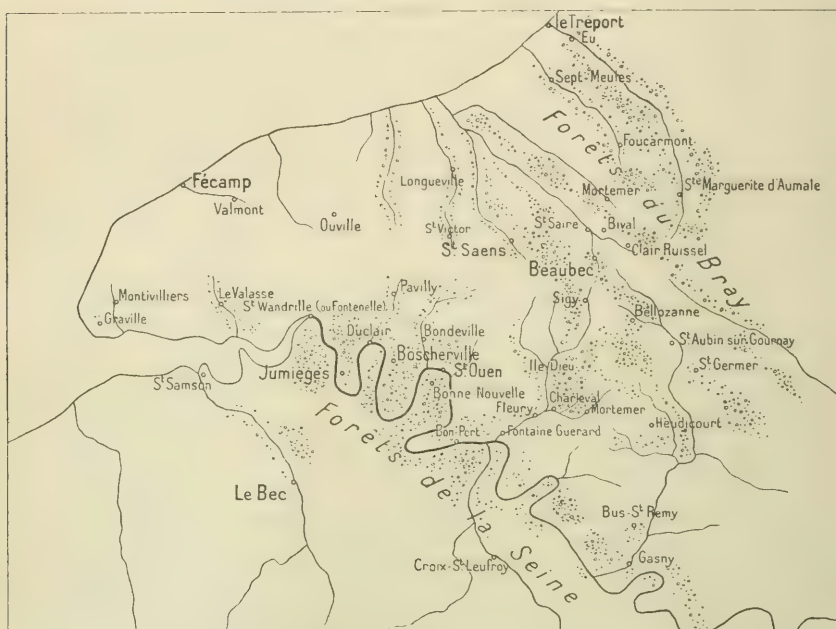 le Tréport
Eu
Sept-Meules
Forêts du Bray
Foucarmont
Fécamp
Valmont
Longueville
Mortemer
Ste Marguerite d'Aumale
Ouville
St Victor
St Saire
Bival
St Saens
Clair Ruissel
Beaubec
Montivilliers
Graville
Le Valasse
Pavilly
Sigy
Bellozanne
St Wandrille (ou Fontenelle)
Duclair
Bondeville
St Aubin sur Gournay
Boscherville
St Samson
Jumièges
St Ouen
Ile Dieu
St Germer
Bonne Nouvelle
Charleval
Fleury
Mortemer
Heudicourt
Forêts de la Seine
Bon-Port
Fontaine Guerard
Le Bec
Bus-St Remy
Croix-St Leufroy
Gasny